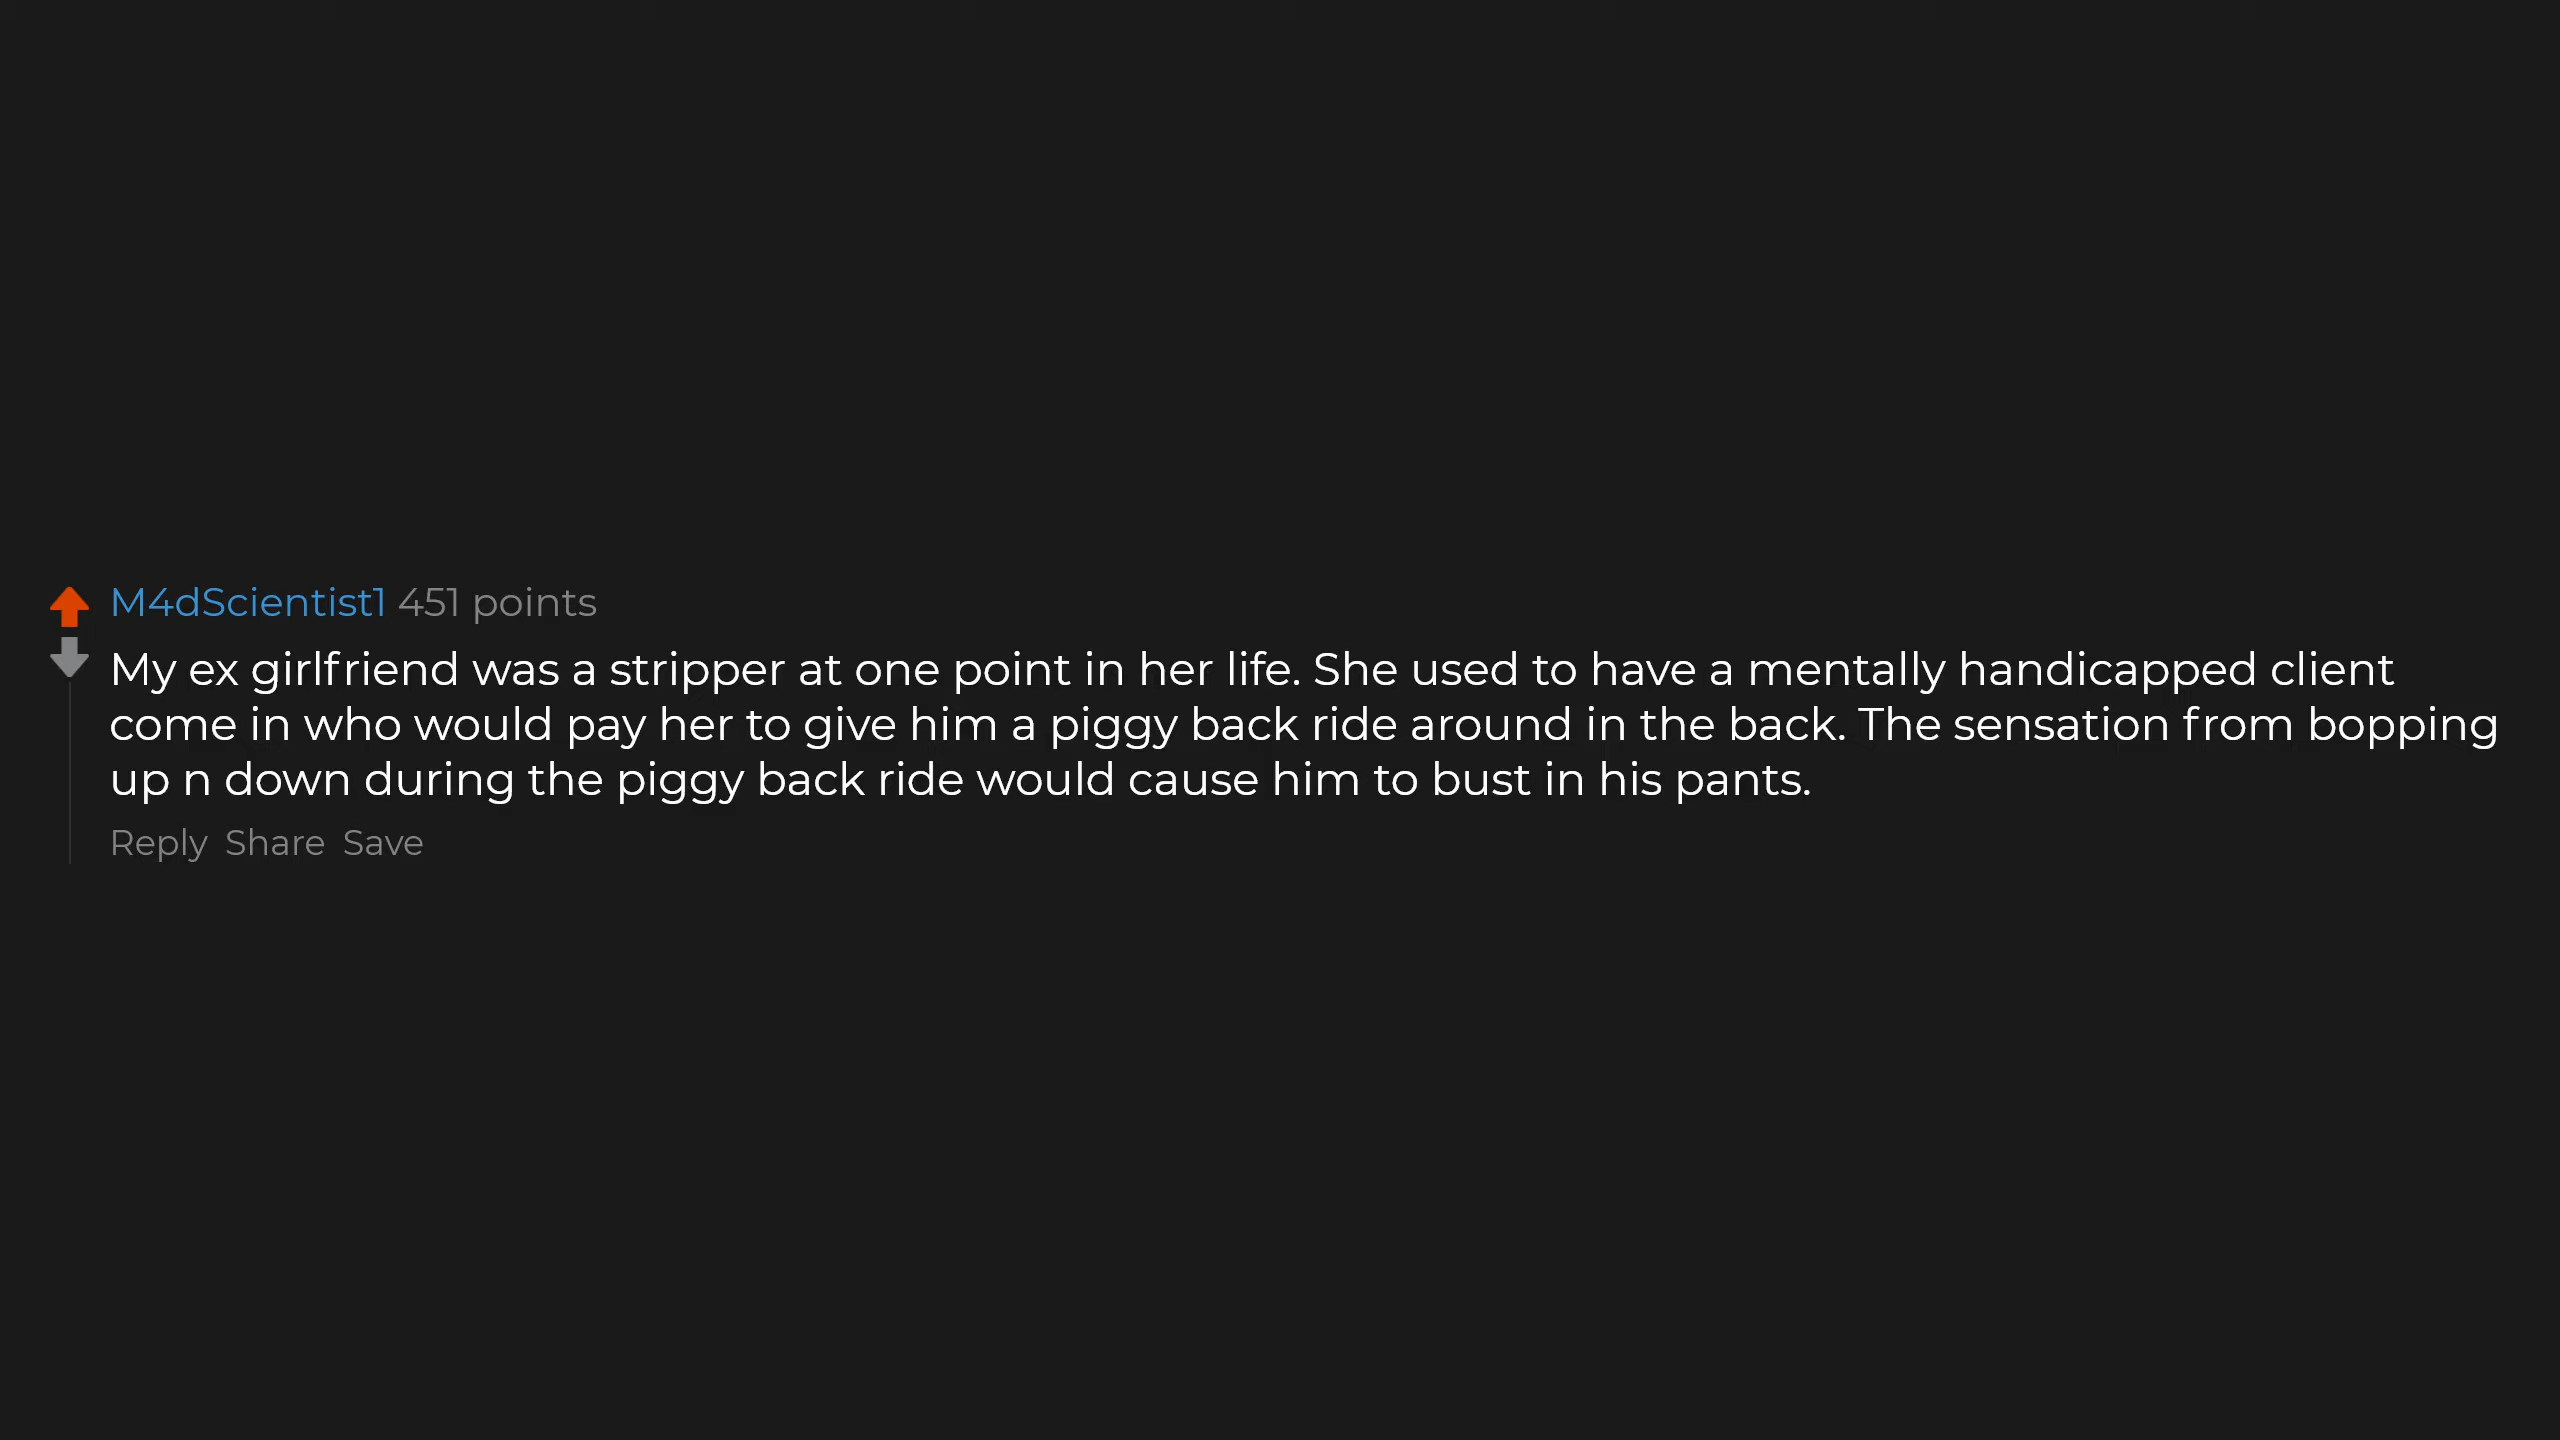 M4dScientist1 451 points
My ex girlfriend was a stripper at one point in her life. She used to have a mentally handicapped client
come in who would pay her to give him a piggy back ride around in the back. The sensation from bopping
up n down during the piggy back ride would cause him to bust in his pants.
Reply Share Save